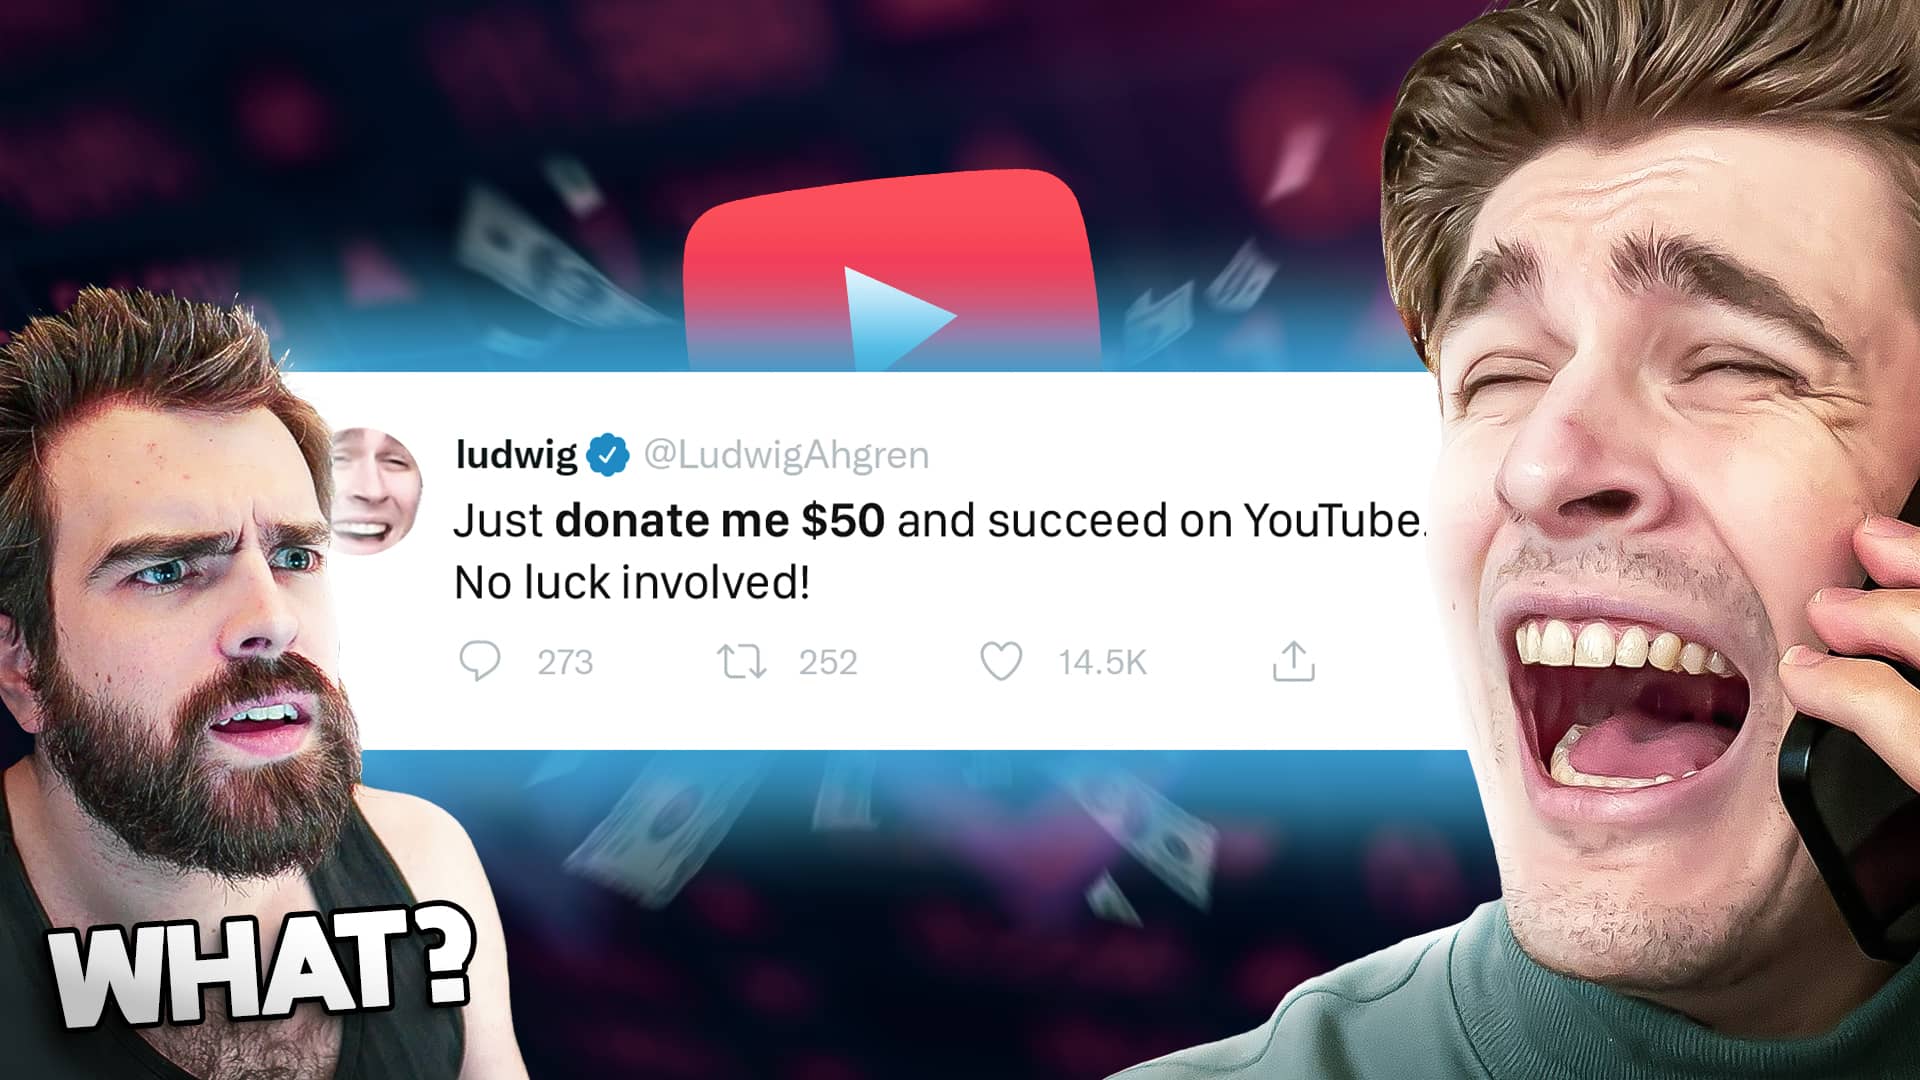 ludwig @LudwigAhgren
Just donate me $50 and succeed on YouTube.
No luck involved!
273 252 14.5K
WHAT?